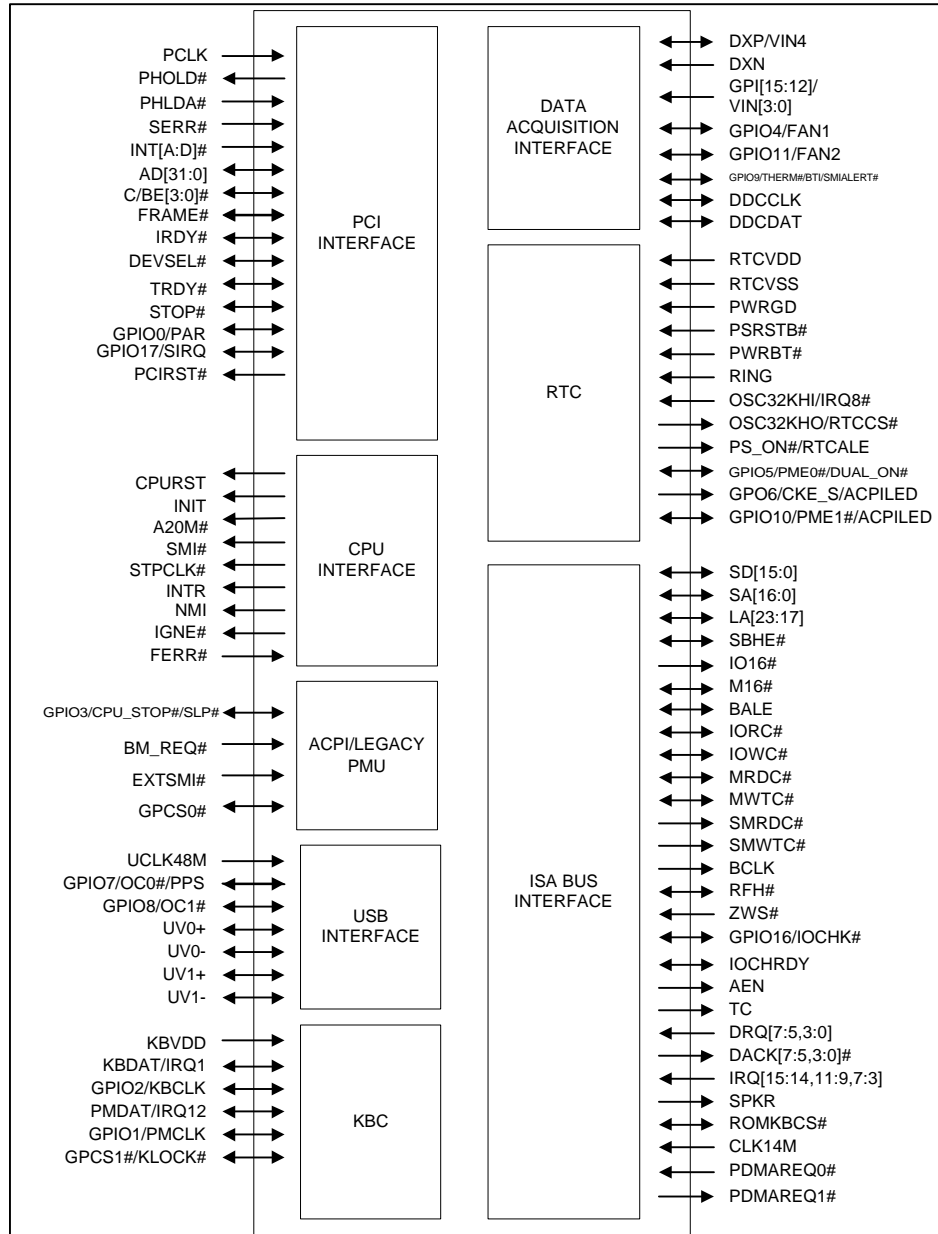 PCLK
PHOLD#
PHLDA#
SERR#
INT[A:D]#
AD[31:0]
C/BE[3:0]#
FRAME#
IRDY#
DEVSEL#
TRDY#
STOP#
GPIO0/PAR
GPIO17/SIRQ
PCIRST#
PCI
INTERFACE
CPURST
INIT
A20M#
SMI#
STPCLK#
INTR
NMI
IGNE#
FERR#
CPU
INTERFACE
GPIO3/CPU_STOP#/SLP#
BM_REQ#
EXTSMI#
GPCS0#
ACPI/LEGACY
PMU
UCLK48M
GPIO7/OC0#/PPS
GPIO8/OC1#
UV0+
UV0-
UV1+
UV1-
USB
INTERFACE
KBVDD
KBDAT/IRQ1
GPIO2/KBCLK
PMDAT/IRQ12
GPIO1/PMCLK
GPCS1#/KLOCK#
KBC
DATA
ACQUISITION
INTERFACE
DXP/VIN4
DXN
GPI[15:12]/
VIN[3:0]
GPIO4/FAN1
GPIO11/FAN2
GPIO9/THERM#/BTI/SMIALERT#
DDCCLK
DDCDAT
RTC
RTCVDD
RTCVSS
PWRGD
PSRSTB#
PWRBT#
RING
OSC32KHI/IRQ8#
OSC32KHO/RTCCS#
PS_ON#/RTCALE
GPIO5/PME0#/DUAL_ON#
GPO6/CKE_S/ACPILED
GPIO10/PME1#/ACPILED
ISA BUS
INTERFACE
SD[15:0]
SA[16:0]
LA[23:17]
SBHE#
IO16#
M16#
BALE
IORC#
IOWC#
MRDC#
MWTC#
SMRDC#
SMWTC#
BCLK
RFH#
ZWS#
GPIO16/IOCHK#
IOCHRDY
AEN
TC
DRQ[7:5,3:0]
DACK[7:5,3:0]#
IRQ[15:14,11:9,7:3]
SPKR
ROMKBCS#
CLK14M
PDMAREQ0#
PDMAREQ1#